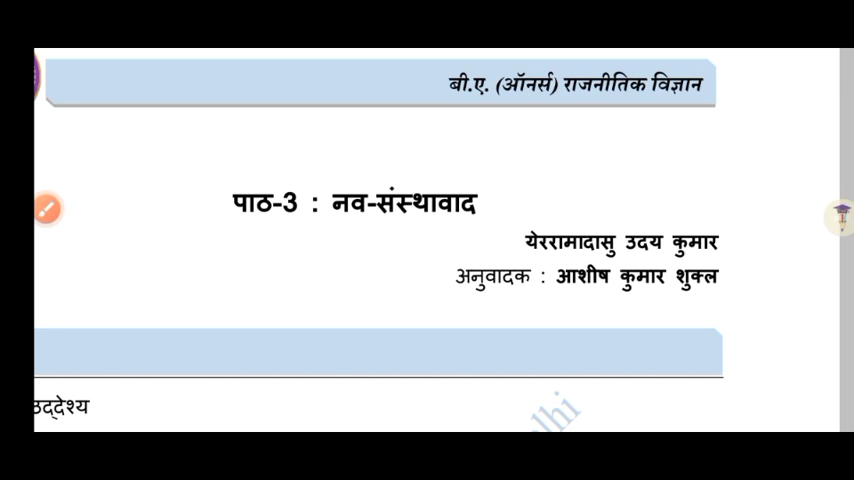 बी.ए. (ऑनर्स) राजनीतिक विज्ञान
पाठ-3 : नव-संस्थावाद
येररामादासु उदय कुमार
अनुवादक : आशीष कुमार शुक्ल
उद्देश्य